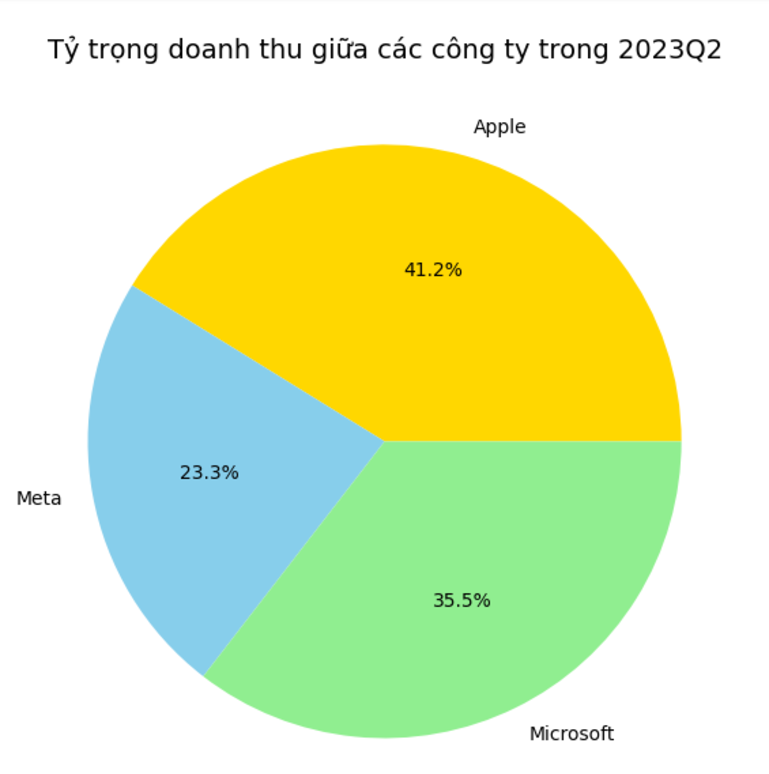 Tỷ trọng doanh thu giữa các công ty trong 2023Q2
Apple
41.2%
23.3%
Meta
35.5%
Microsoft